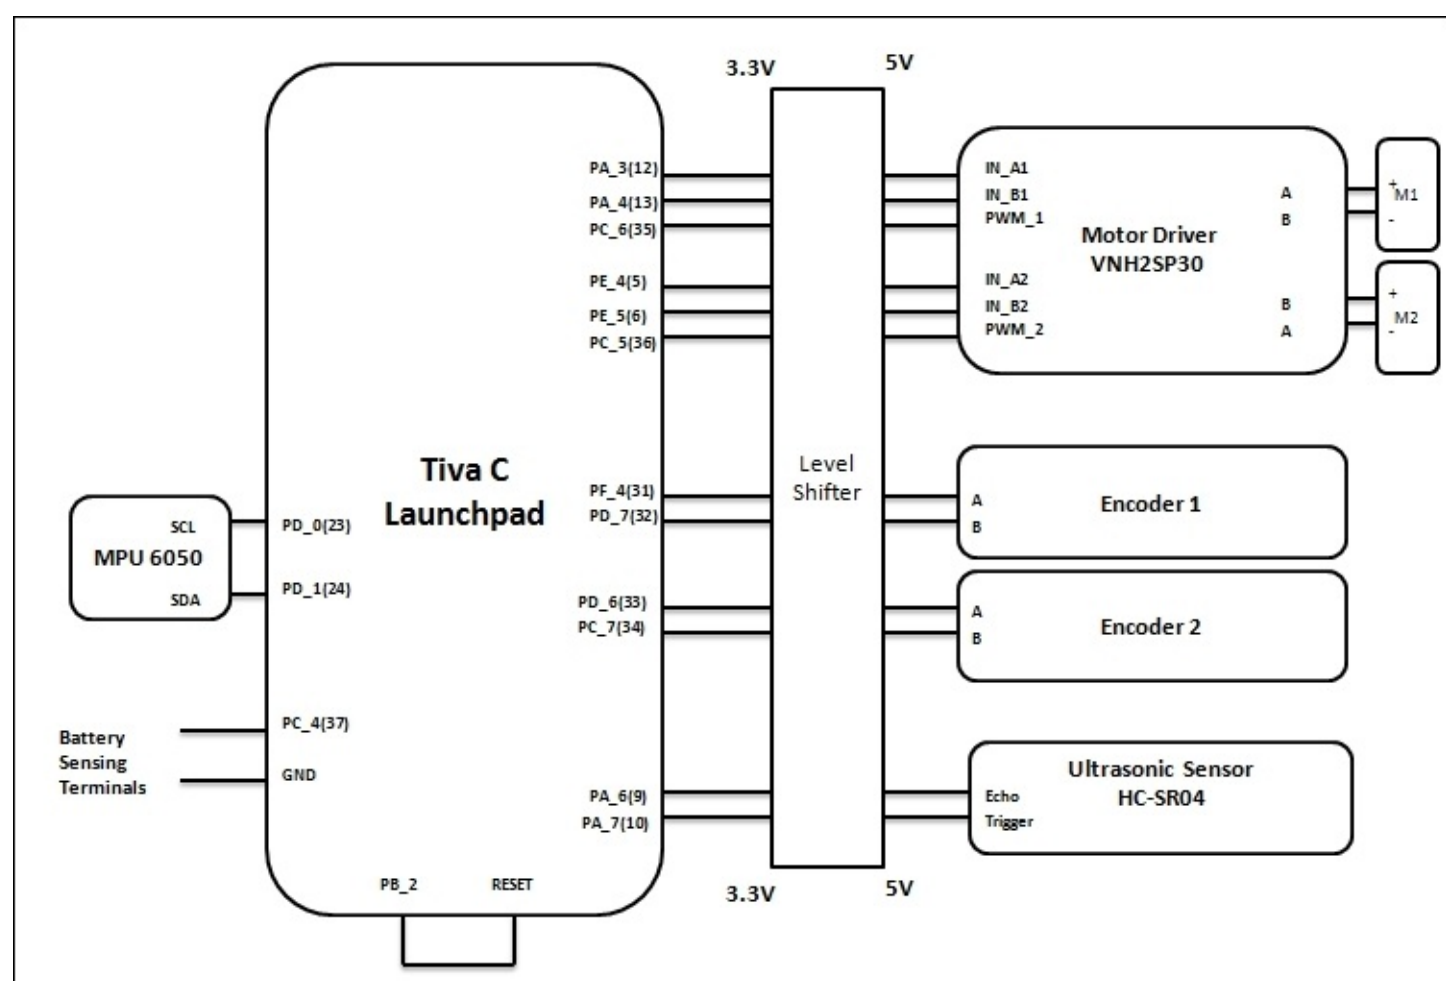 3.3V
5V
PA_3(12)
PA_4(13)
PC_6(35)
PE_4(5)
PE_5(6)
PC_5(36)
IN_A1
IN_B1
PWM_1
IN_A2
IN_B2
PWM_2
Motor Driver
VNH2SP30
A
B
B
A
+
M1
-
+
M2
-
Tiva C
Launchpad
Level
Shifter
SCL
MPU 6050
SDA
PD_0(23)
PD_1(24)
PF_4(31)
PD_7(32)
A
B
Encoder 1
PD_6(33)
PC_7(34)
A
B
Encoder 2
Battery
Sensing
Terminals
PC_4(37)
GND
PA_6(9)
PA_7(10)
Ultrasonic Sensor
HC-SR04
Echo
Trigger
PB_2
RESET
3.3V
5V